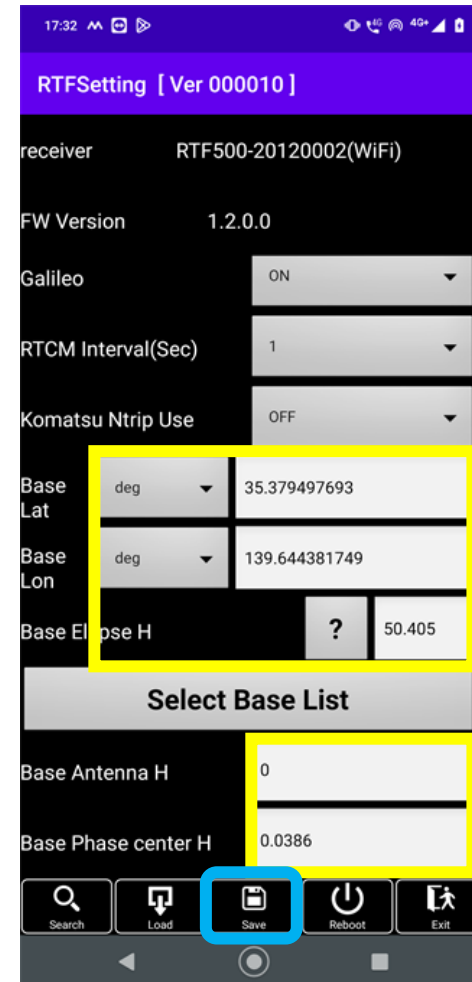 17:32 4G 4G+
RTFSetting [ Ver 000010 ]
receiver RTF500-20120002(WiFi)
FW Version 1.2.0.0
Galileo ON
RTCM Interval(Sec) 1
Komatsu Ntrip Use OFF
Base Lat deg 35.379497693
Base Lon deg 139.644381749
Base Elipse H ? 50.405
Select Base List
Base Antenna H 0
Base Phase center H 0.0386
Search Load Save Reboot Exit